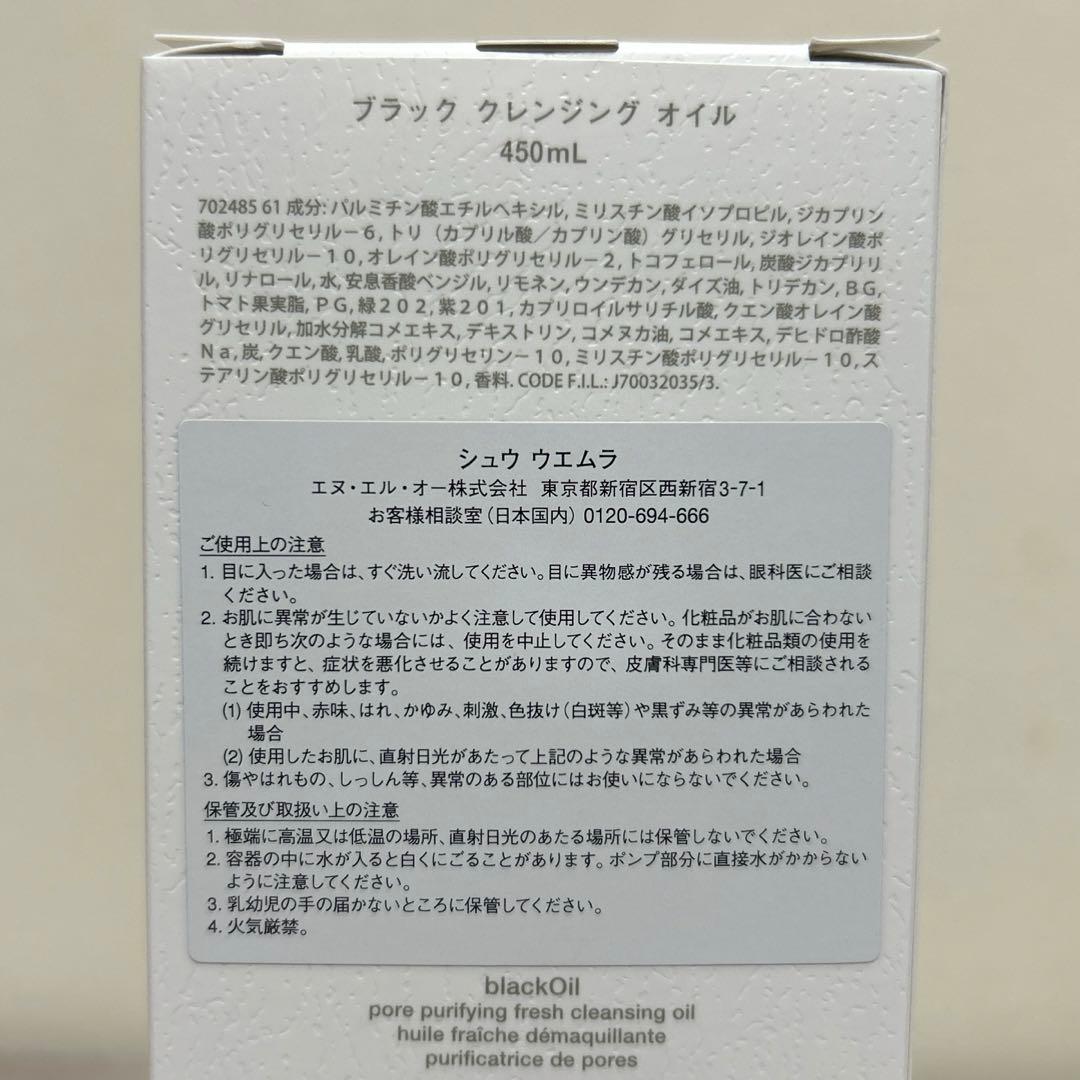 ブラック クレンジング オイル
450mL
702485 61 成分: パルミチン酸エチルヘキシル, ミリスチン酸イソプロピル, ジカプリン
酸ポリグリセリル－６, トリ（カプリル酸／カプリン酸）グリセリル, ジオレイン酸ポ
リグリセリル－１０, オレイン酸ポリグリセリル－２, トコフェロール, 炭酸ジカプリリ
ル, リナロール, 水, 安息香酸ベンジル, リモネン, ウンデカン, ダイズ油, トリデカン, ＢＧ,
トマト果実脂, ＰＧ, 緑２０２, 紫２０１, カプリロイルサリチル酸, クエン酸オレイン酸
グリセリル, 加水分解コメエキス, デキストリン, コメヌカ油, コメエキス, デヒドロ酢酸
Ｎａ, 炭, クエン酸, 乳酸, ポリグリセリン－１０, ミリスチン酸ポリグリセリル－１０, ス
テアリン酸ポリグリセリル－１０, 香料. CODE F.I.L.: J70032035/3.
シュウ ウエムラ
エヌ・エル・オー株式会社 東京都新宿区西新宿3-7-1
お客様相談室（日本国内）0120-694-666
ご使用上の注意
1. 目に入った場合は、すぐ洗い流してください。目に異物感が残る場合は、眼科医にご相談
ください。
2. お肌に異常が生じていないかよく注意して使用してください。化粧品がお肌に合わない
とき即ち次のような場合には、使用を中止してください。そのまま化粧品類の使用を
続けますと、症状を悪化させることがありますので、皮膚科専門医等にご相談される
ことをおすすめします。
(1) 使用中、赤味、はれ、かゆみ、刺激、色抜け（白斑等）や黒ずみ等の異常があらわれた
場合
(2) 使用したお肌に、直射日光があたって上記のような異常があらわれた場合
3. 傷やはれもの、しっしん等、異常のある部位にはお使いにならないでください。
保管及び取扱い上の注意
1. 極端に高温又は低温の場所、直射日光のあたる場所には保管しないでください。
2. 容器の中に水が入ると白くにごることがあります。ポンプ部分に直接水がかからない
ように注意してください。
3. 乳幼児の手の届かないところに保管してください。
4. 火気厳禁。
blackOil
pore purifying fresh cleansing oil
huile fraîche démaquillante
purificatrice de pores